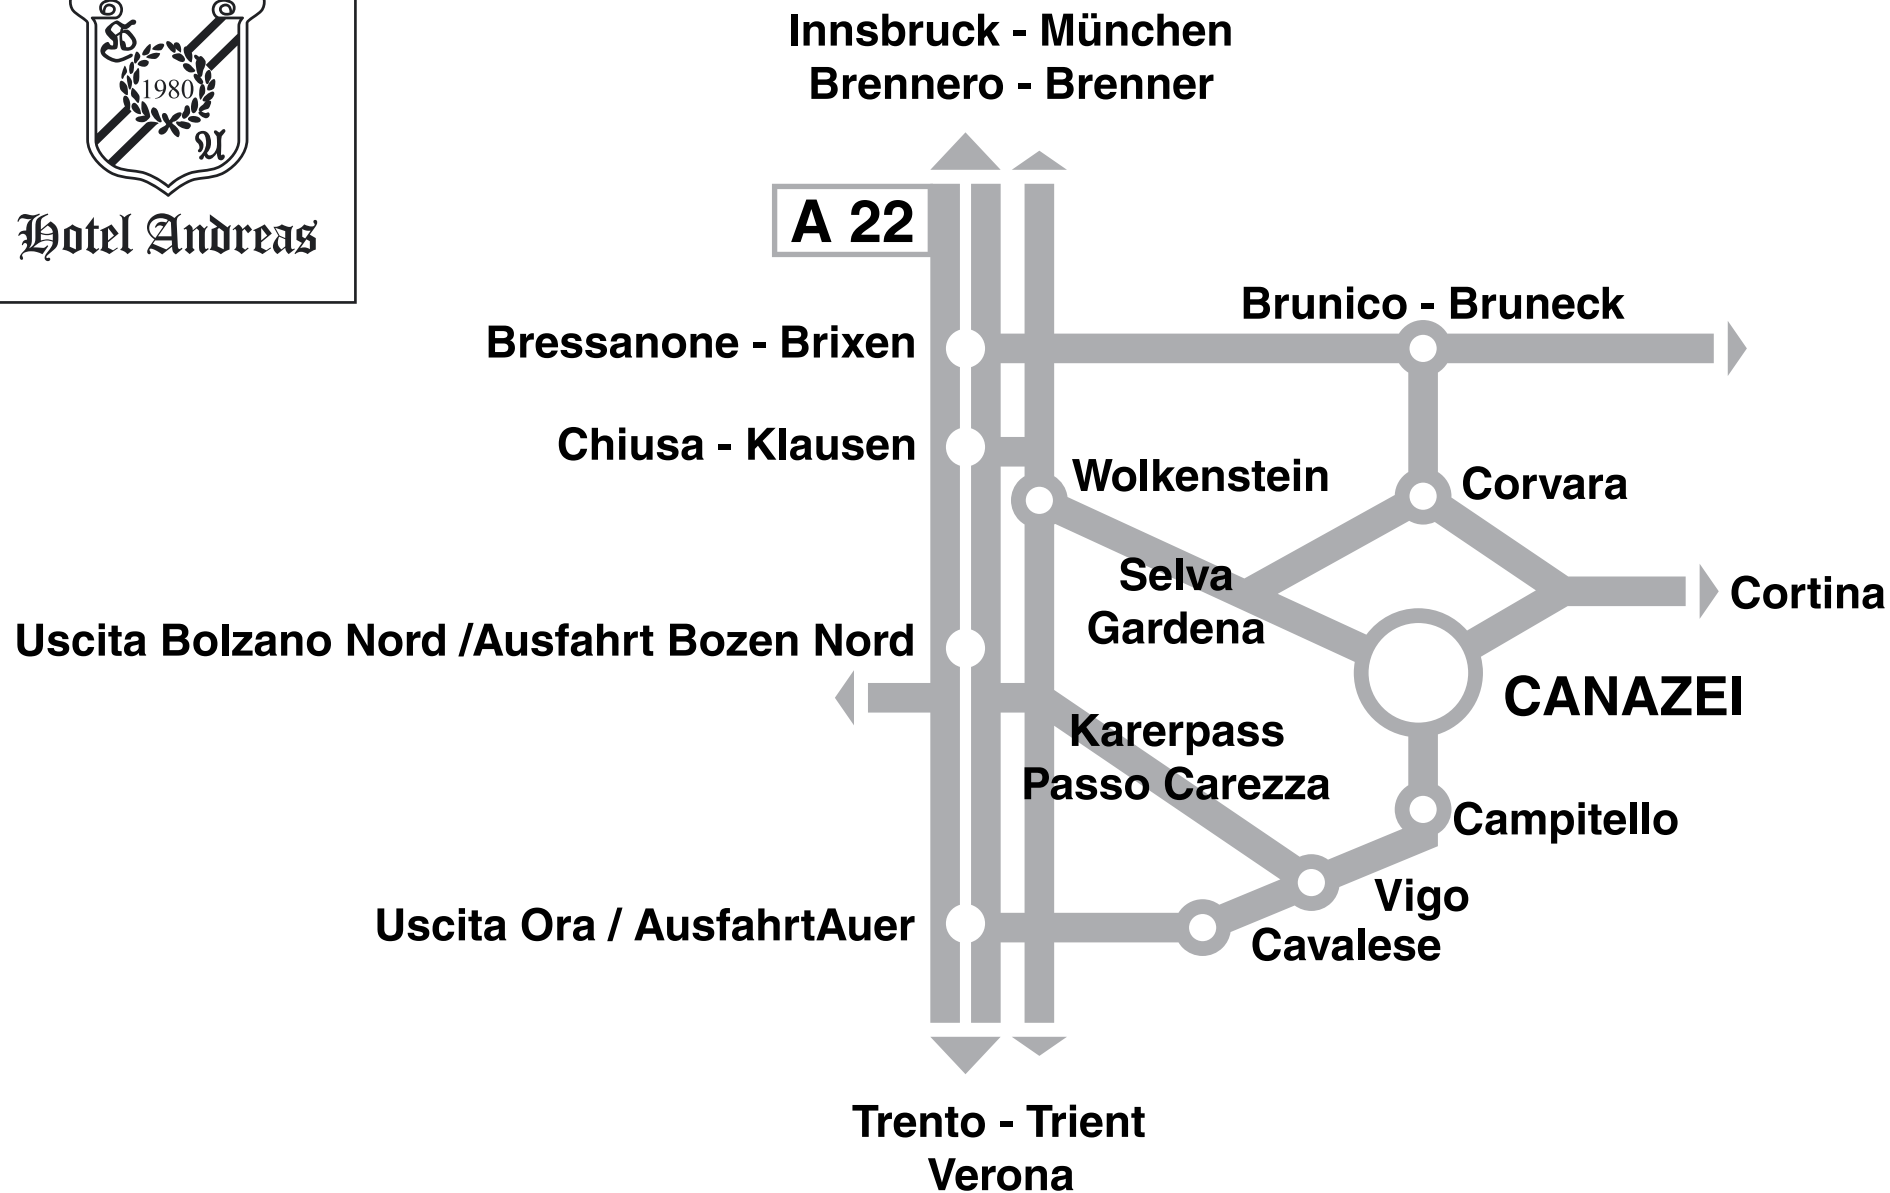 H
1980
A
Hotel Andreas
Innsbruck - München
Brennero - Brenner
A 22
Brunico - Bruneck
Bressanone - Brixen
Chiusa - Klausen
Wolkenstein
Corvara
Selva
Gardena
Cortina
Uscita Bolzano Nord /Ausfahrt Bozen Nord
CANAZEI
Karerpass
Passo Carezza
Campitello
Vigo
Uscita Ora / AusfahrtAuer
Cavalese
Trento - Trient
Verona